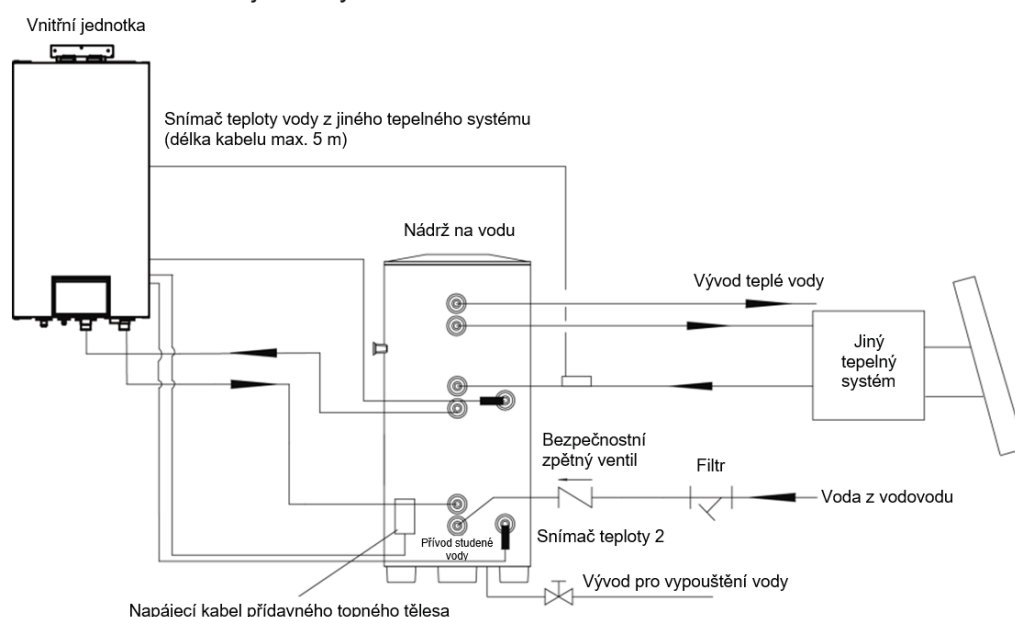 Vnitřní jednotka
Snímač teploty vody z jiného tepelného systému
(délka kabelu max. 5 m)
Nádrž na vodu
Vývod teplé vody
Jiný
tepelný
systém
Bezpečnostní
zpětný ventil
Filtr
Voda z vodovodu
Přívod studené
vody
Snímač teploty 2
Vývod pro vypouštění vody
Napájecí kabel přídavného topného tělesa